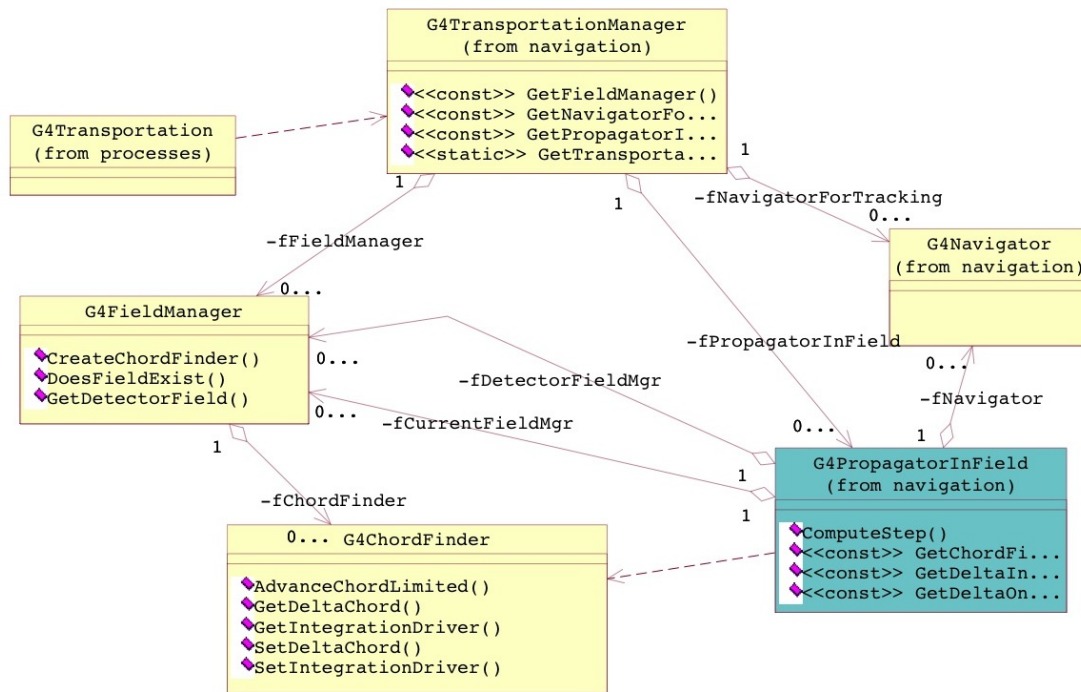 G4TransportationManager
(from navigation)
<<const>> GetFieldManager()
<<const>> GetNavigatorFo...
<<const>> GetPropagatorI...
<<static>> GetTransporta...
G4Transportation
(from processes)
1
1
1
-fNavigatorForTracking
0...
-fFieldManager
0...
G4Navigator
(from navigation)
G4FieldManager
CreateChordFinder()
DoesFieldExist()
GetDetectorField()
0...
-fPropagatorInField
0...
-fDetectorFieldMgr
0...
-fCurrentFieldMgr
-fNavigator
1
0...
1
1
1
G4PropagatorInField
(from navigation)
ComputeStep()
<<const>> GetChordFi...
<<const>> GetDeltaIn...
<<const>> GetDeltaOn...
-fChordFinder
0...
G4ChordFinder
AdvanceChordLimited()
GetDeltaChord()
GetIntegrationDriver()
SetDeltaChord()
SetIntegrationDriver()